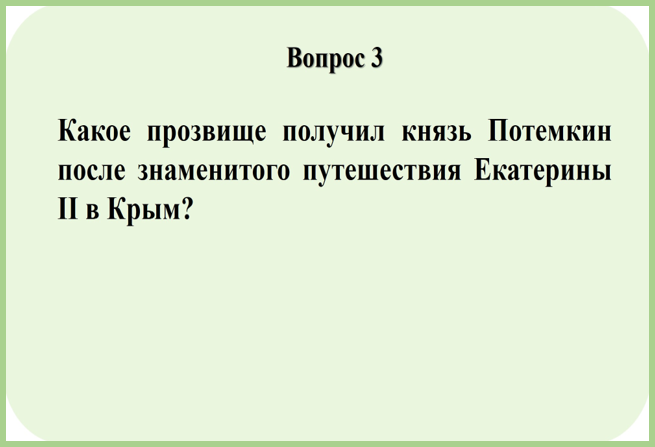 Вопрос 3
Какое прозвище получил князь Потемкин
после знаменитого путешествия Екатерины
II в Крым?